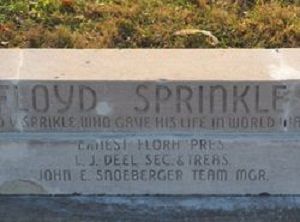 FLOYD SPRINKLE
D V SPRIKLE WHO GAVE HIS LIFE IN WORLD WAR
ERNEST FLORA PRES.
L. J. DEEL SEC. & TREAS.
JOHN E. SNOEBERGER TEAM MGR.